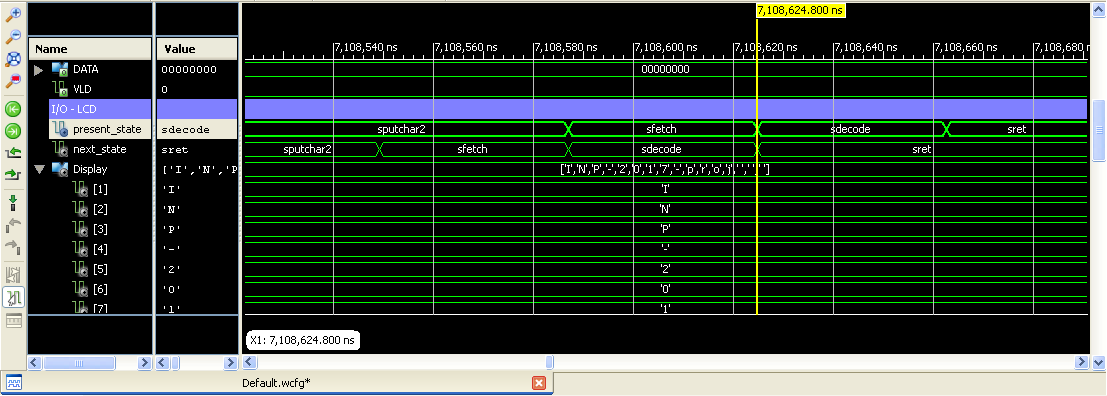 7,108,624.800 ns
Name Value 7,108,540 ns 7,108,560 ns 7,108,580 ns 7,108,600 ns 7,108,620 ns 7,108,640 ns 7,108,660 ns 7,108,680 ns
DATA 00000000 00000000
VLD 0
I/O - LCD
present_state sdecode sputchar2 sfetch sdecode sret
next_state sret sputchar2 sfetch sdecode sret
Display ['I','N','P ['I','N','P','-','2','0','1','7','-','p','r','o','j',' ',' ',' ']
[1] 'I' 'I'
[2] 'N' 'N'
[3] 'P' 'P'
[4] '-' '-'
[5] '2' '2'
[6] '0' '0'
[7] '1' '1'
X1: 7,108,624.800 ns
Default.wcfg*